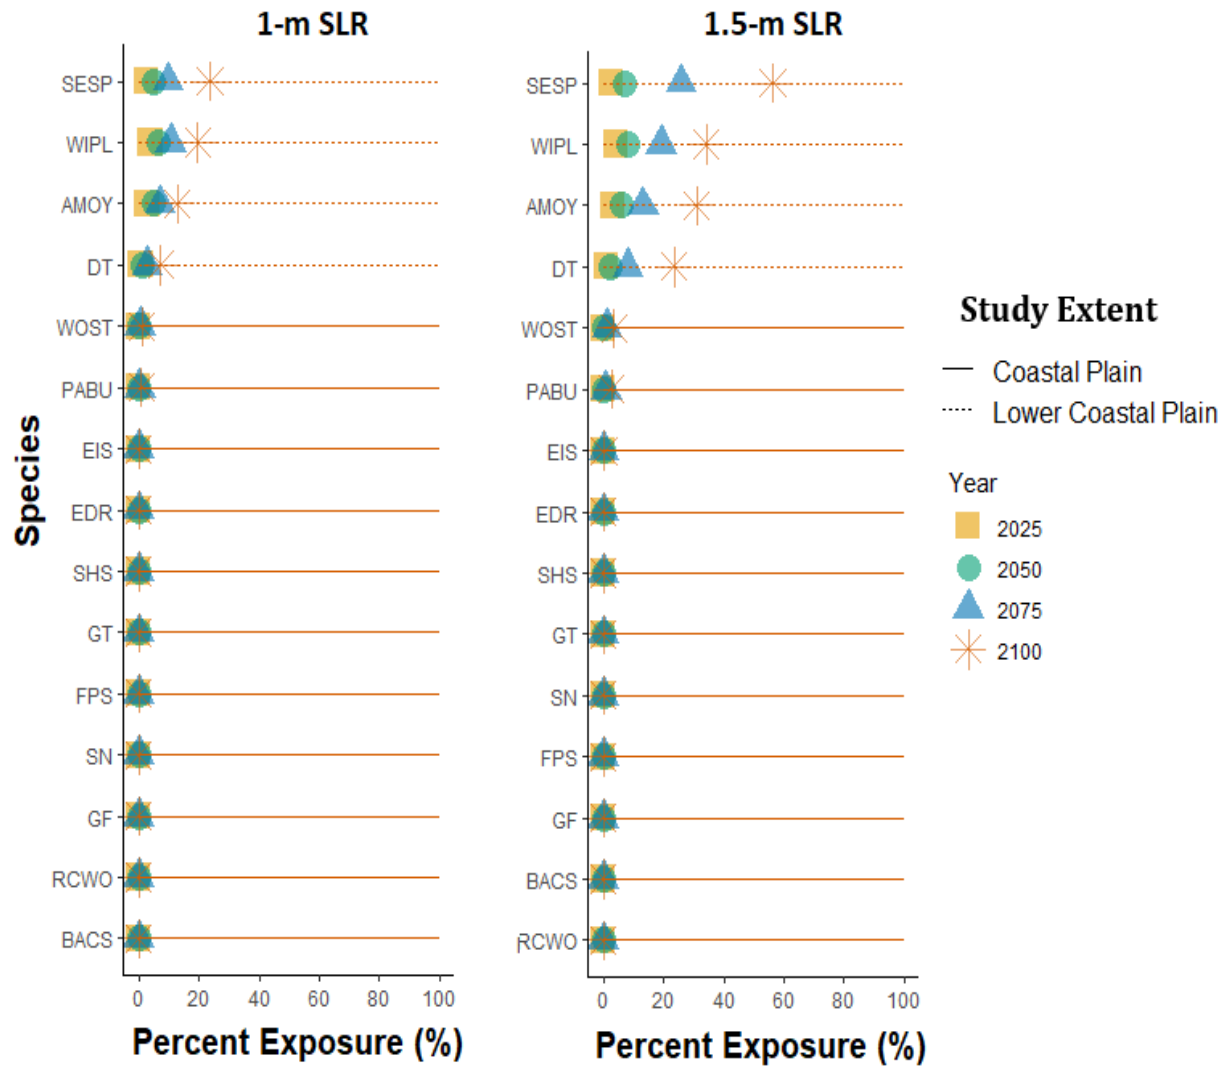 1-m SLR
1.5-m SLR
Species
SESP
WIPL
AMOY
DT
WOST
PABU
EIS
EDR
SHS
GT
FPS
SN
GF
RCWO
BACS
0 20 40 60 80 100
Percent Exposure (%)
SESP
WIPL
AMOY
DT
WOST
PABU
EIS
EDR
SHS
GT
SN
FPS
GF
BACS
RCWO
0 20 40 60 80 100
Percent Exposure (%)
Study Extent
Coastal Plain
Lower Coastal Plain
Year
2025
2050
2075
2100